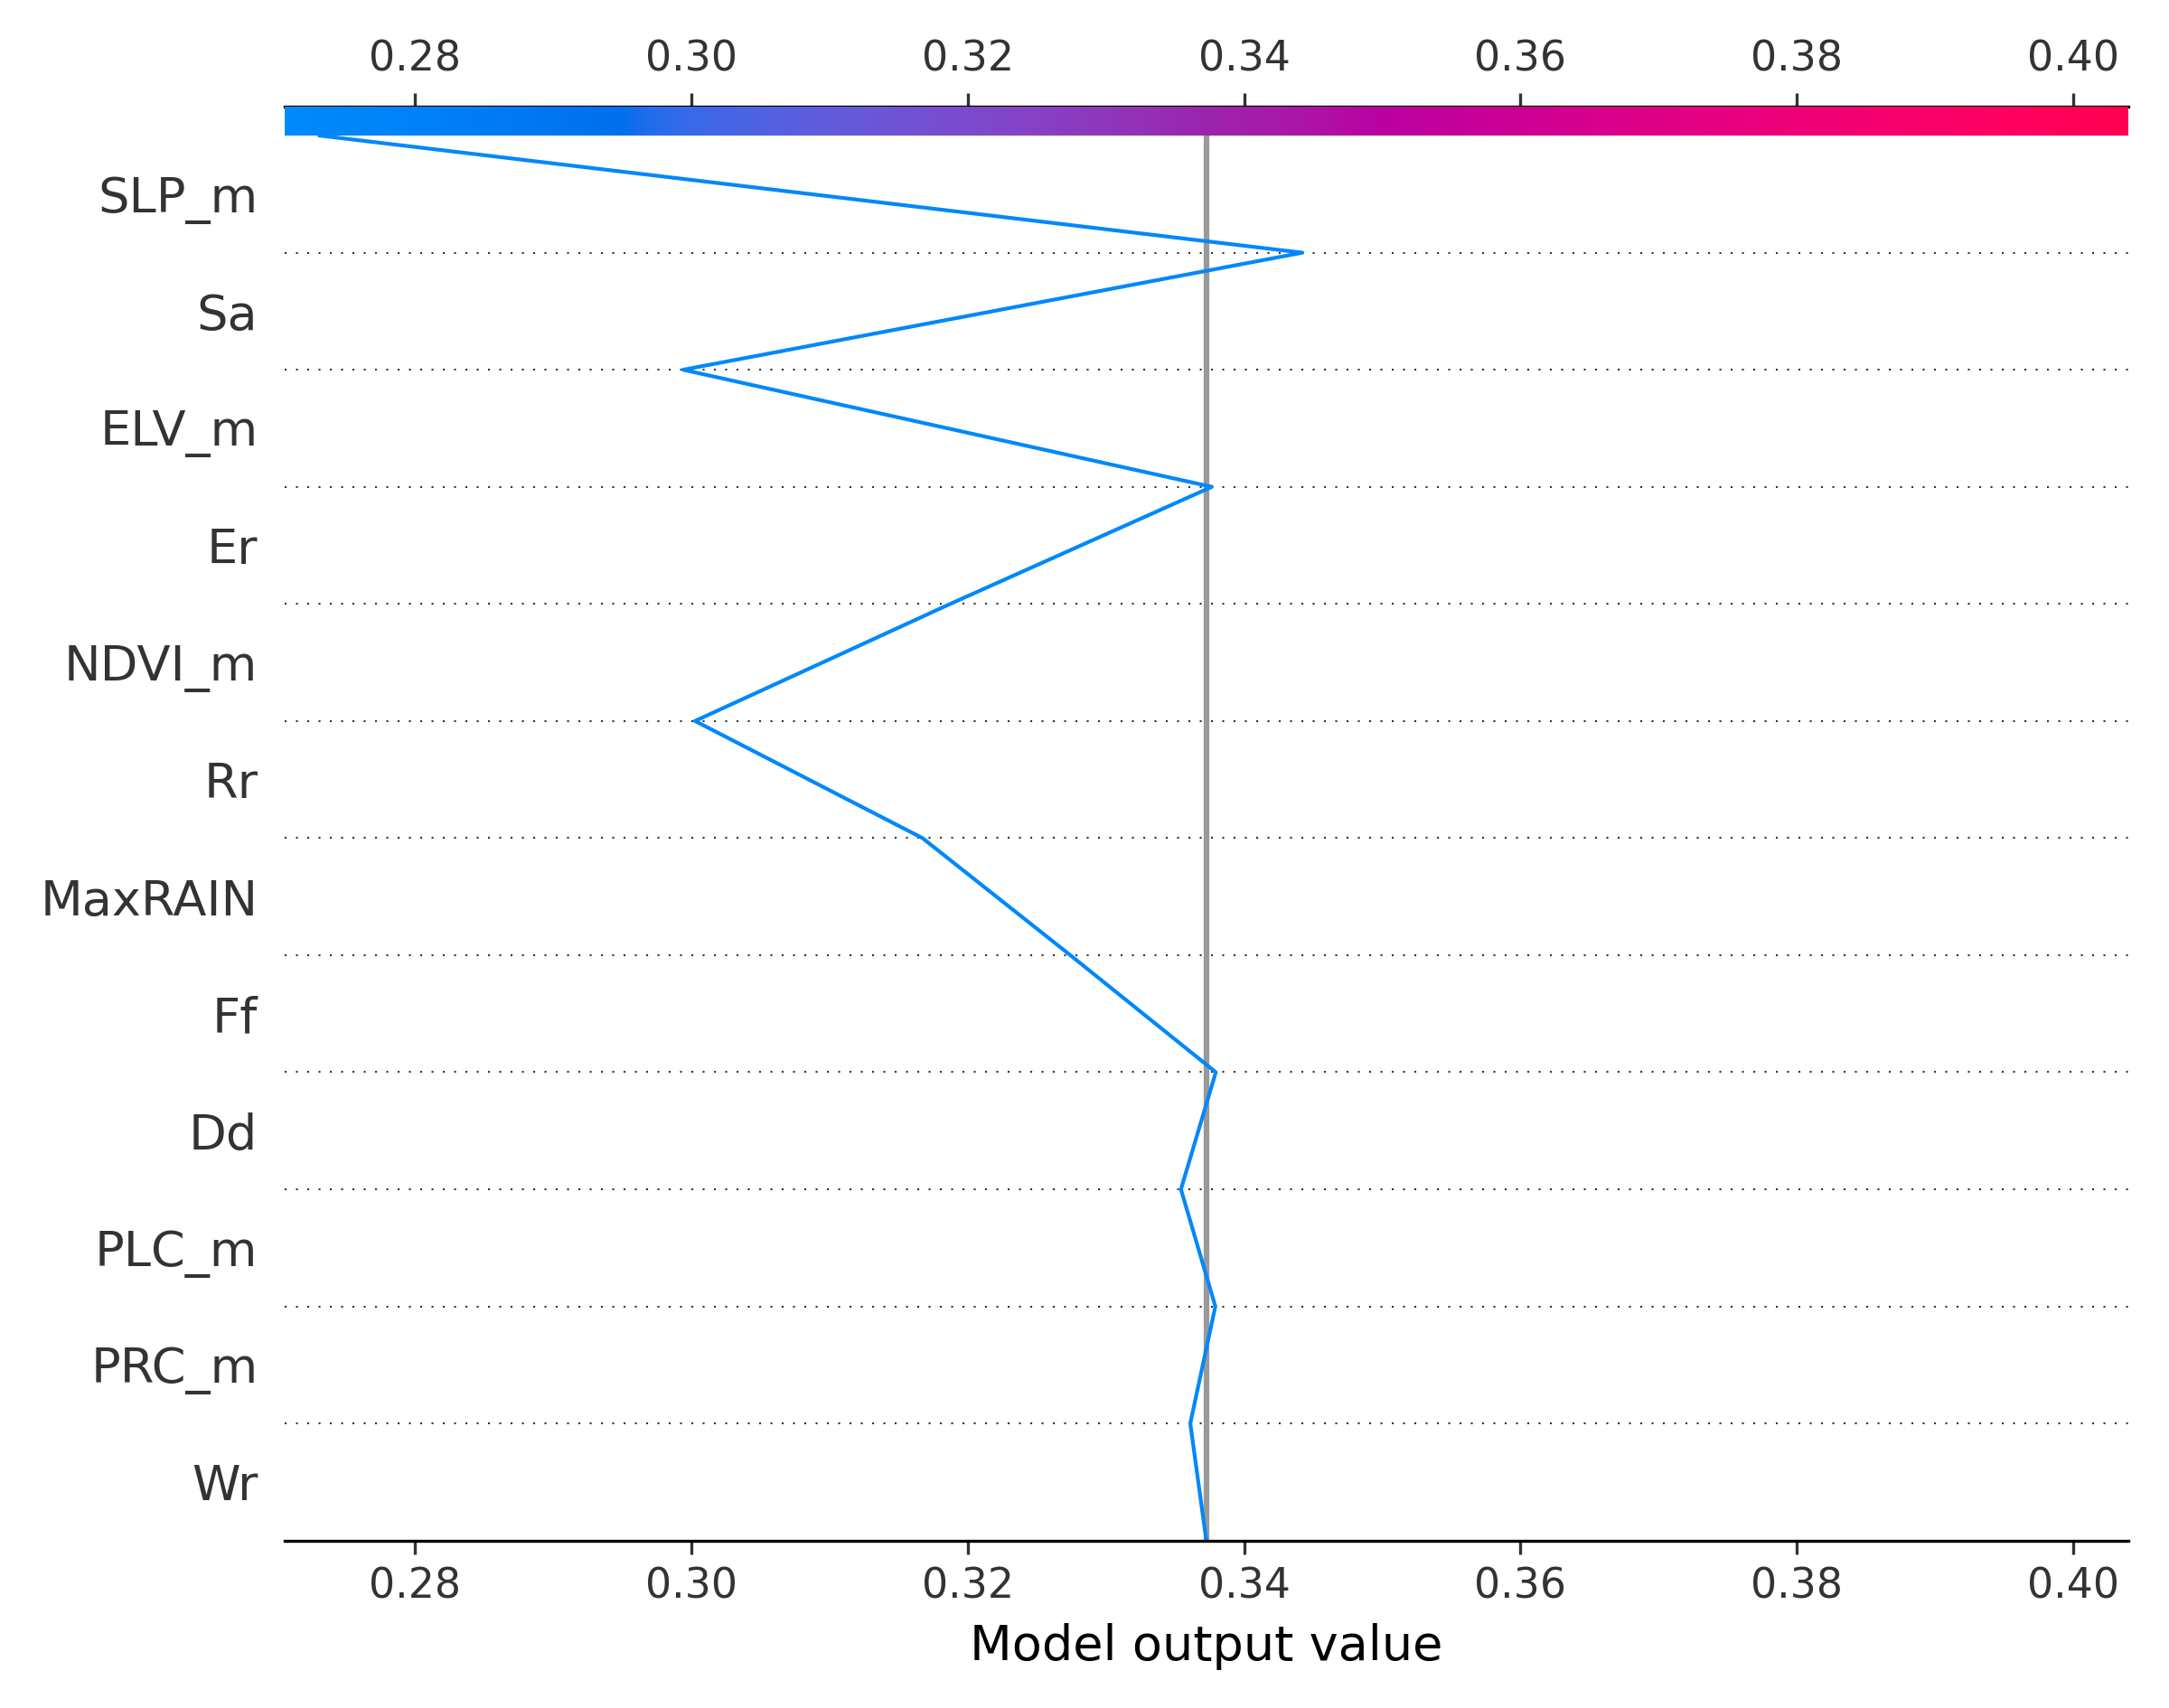 0.28 0.30 0.32 0.34 0.36 0.38 0.40
SLP_m
Sa
ELV_m
Er
NDVI_m
Rr
MaxRAIN
Ff
Dd
PLC_m
PRC_m
Wr
0.28 0.30 0.32 0.34 0.36 0.38 0.40
Model output value